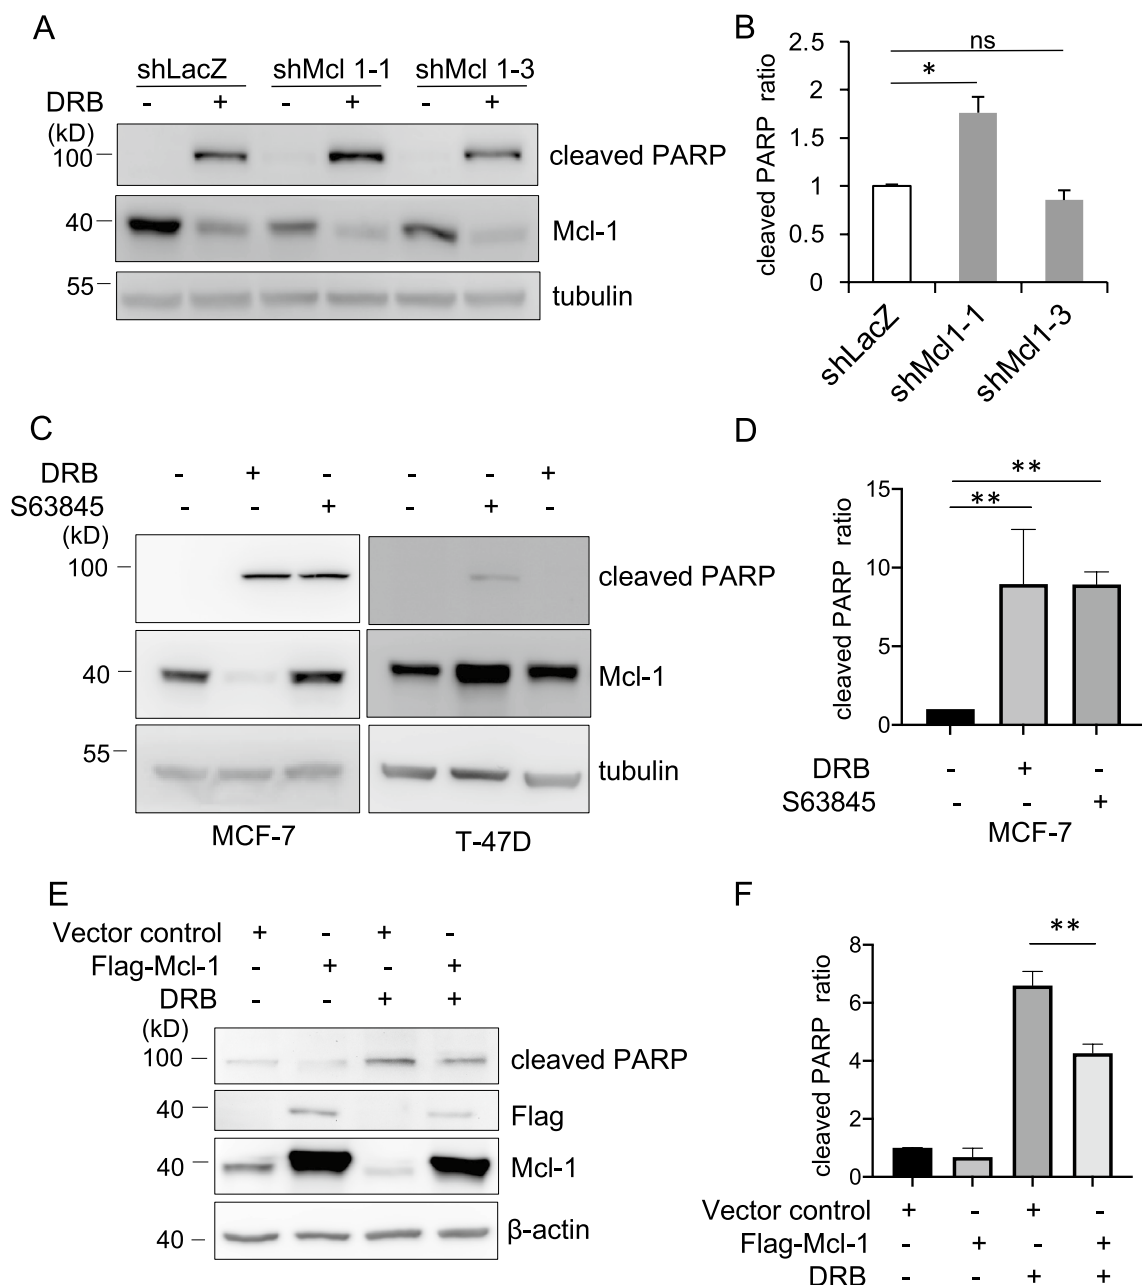 A
shLacZ shMcl 1-1 shMcl 1-3
DRB - + - + - +
(kD)
100 cleaved PARP
40 Mcl-1
55 tubulin
B
cleaved PARP ratio
2.5
2
1.5
1
0.5
0
ns
*
shLacZ shMcl1-1 shMcl1-3
C
DRB - + - - - +
S63845 - - + - + -
(kD)
100 cleaved PARP
40 Mcl-1
55 tubulin
MCF-7 T-47D
D
cleaved PARP ratio
15
10
5
0
**
**
DRB - + -
S63845 - - +
MCF-7
E
Vector control + - + -
Flag-Mcl-1 - + - +
DRB - - + +
(kD)
100 cleaved PARP
40 Flag
40 Mcl-1
40 β-actin
F
cleaved PARP ratio
8
6
4
2
0
**
Vector control + - + -
Flag-Mcl-1 - + - +
DRB - - + +